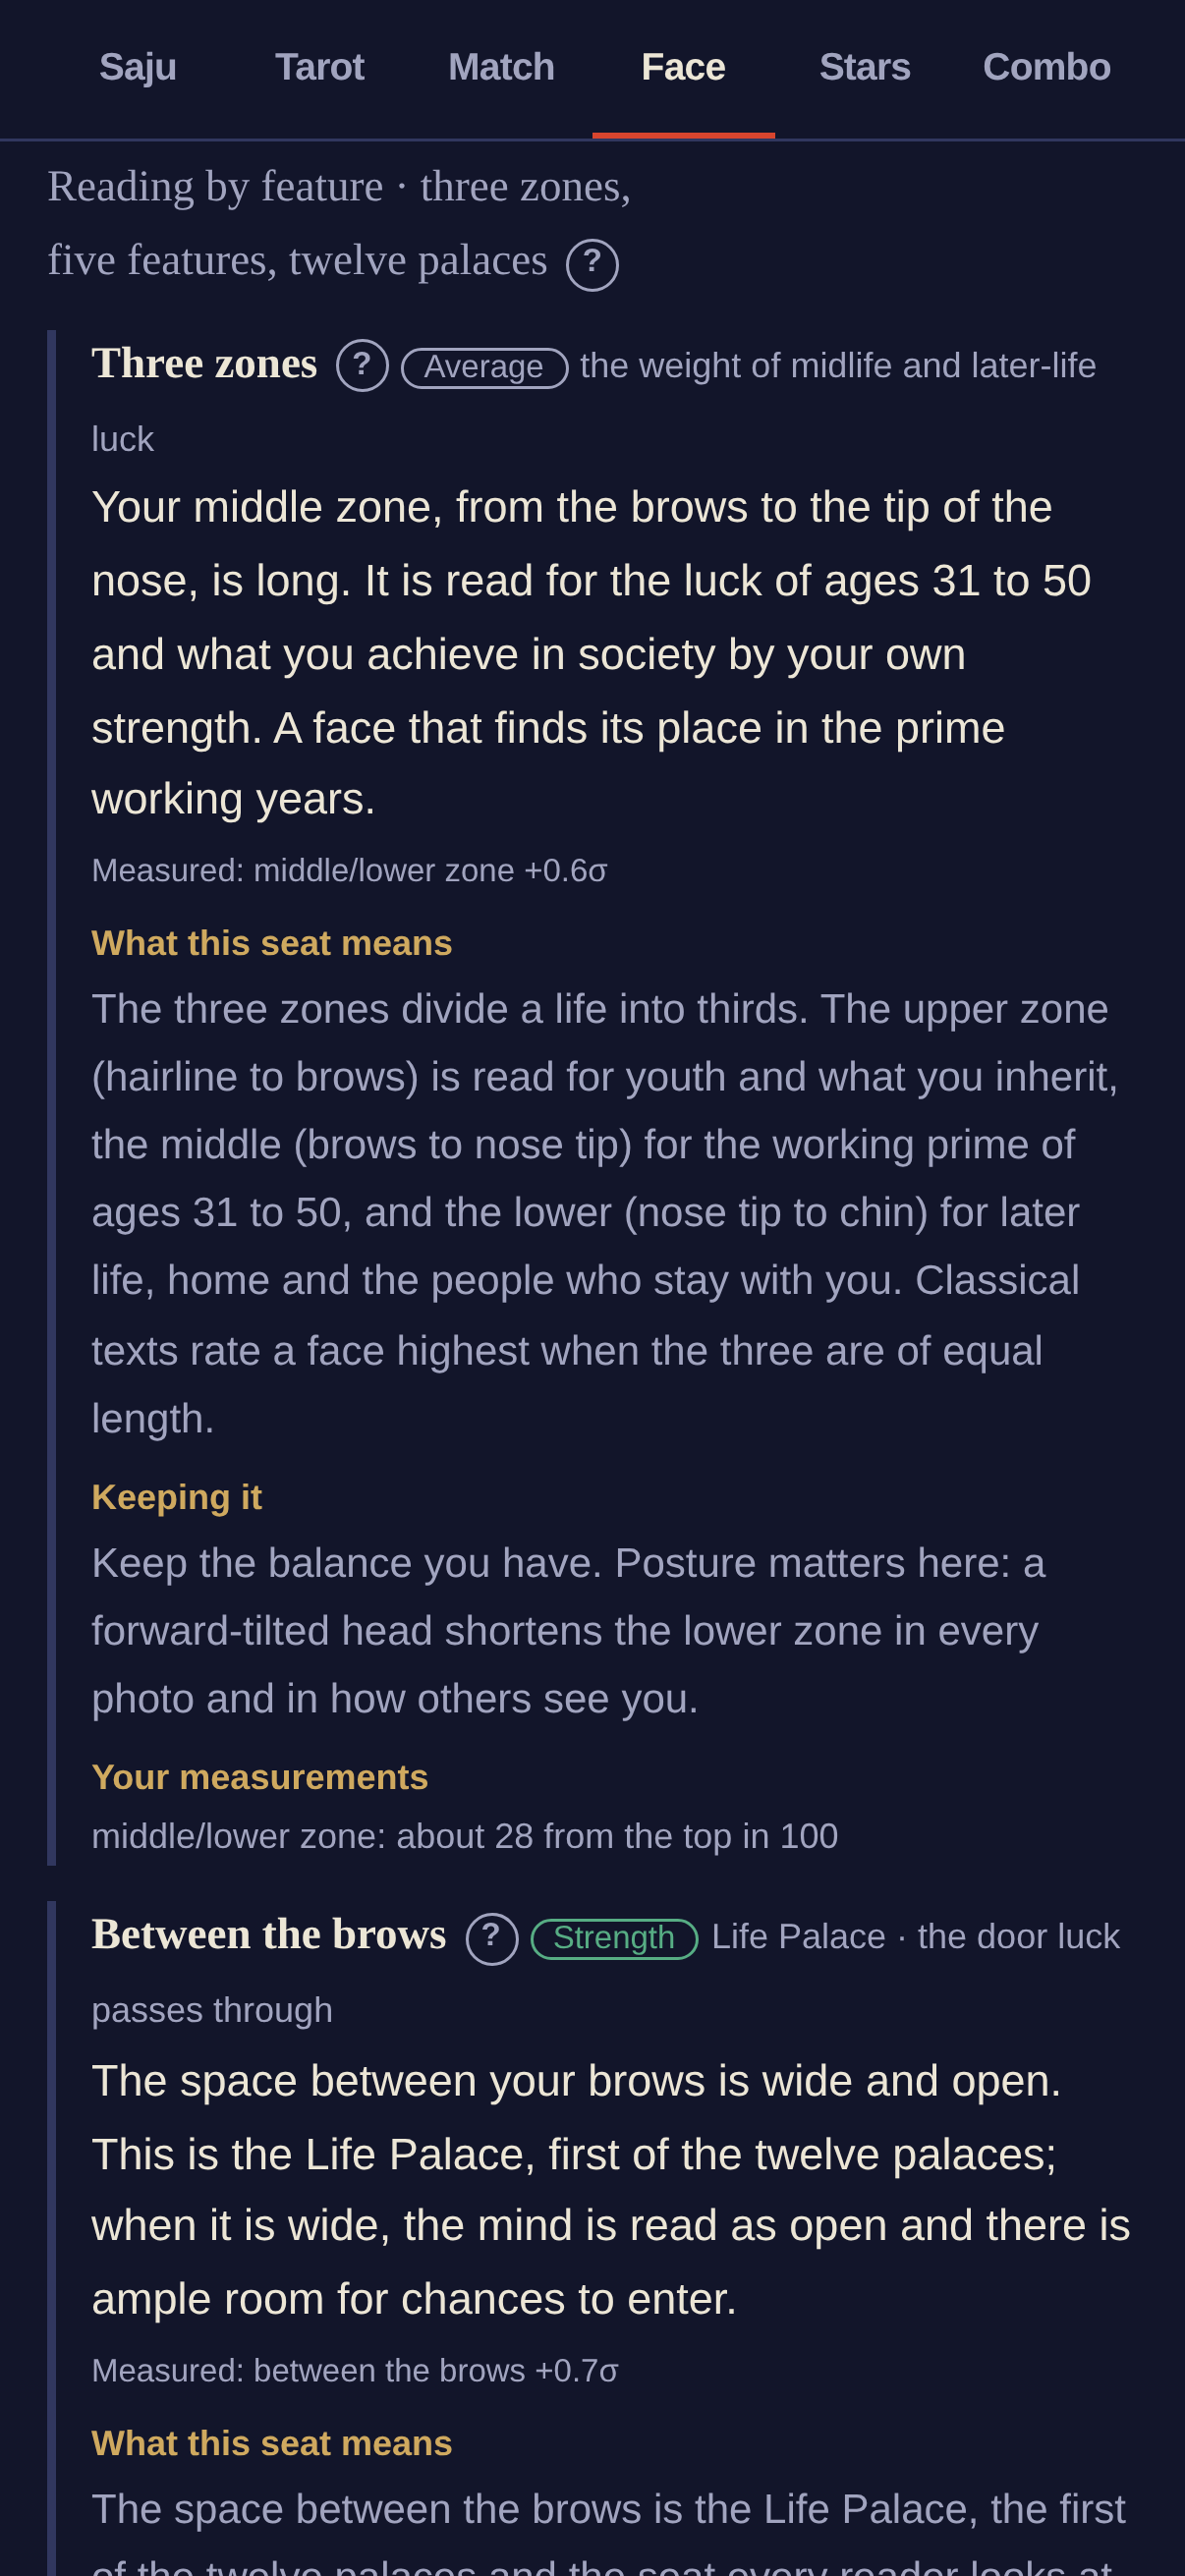 Saju Tarot Match Face Stars Combo
Reading by feature · three zones,
five features, twelve palaces ?
Three zones ? Average the weight of midlife and later-life
luck
Your middle zone, from the brows to the tip of the
nose, is long. It is read for the luck of ages 31 to 50
and what you achieve in society by your own
strength. A face that finds its place in the prime
working years.
Measured: middle/lower zone +0.6σ
What this seat means
The three zones divide a life into thirds. The upper zone
(hairline to brows) is read for youth and what you inherit,
the middle (brows to nose tip) for the working prime of
ages 31 to 50, and the lower (nose tip to chin) for later
life, home and the people who stay with you. Classical
texts rate a face highest when the three are of equal
length.
Keeping it
Keep the balance you have. Posture matters here: a
forward-tilted head shortens the lower zone in every
photo and in how others see you.
Your measurements
middle/lower zone: about 28 from the top in 100
Between the brows ? Strength Life Palace · the door luck
passes through
The space between your brows is wide and open.
This is the Life Palace, first of the twelve palaces;
when it is wide, the mind is read as open and there is
ample room for chances to enter.
Measured: between the brows +0.7σ
What this seat means
The space between the brows is the Life Palace, the first
of the twelve palaces and the seat every reader looks at